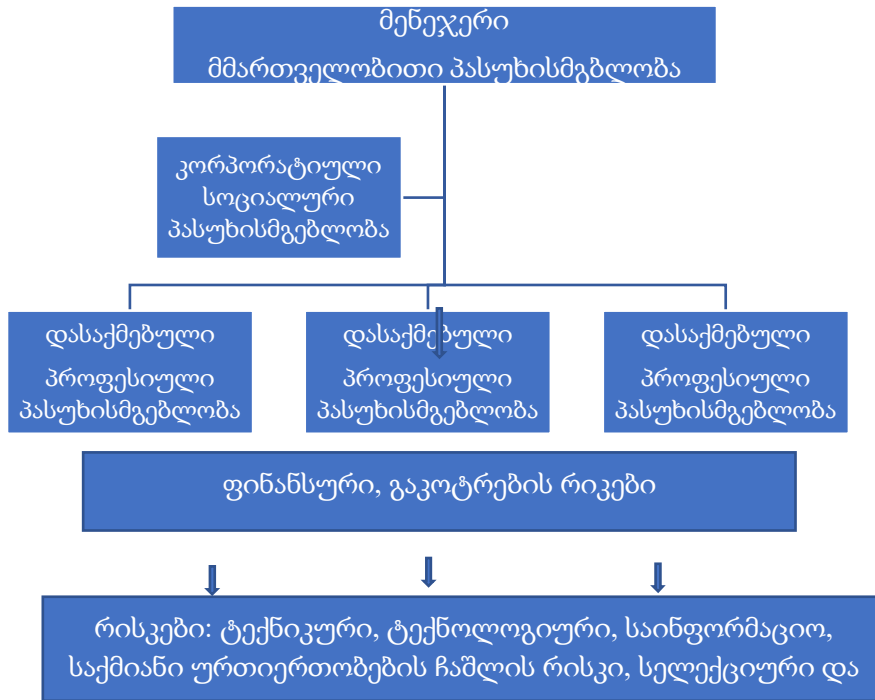 მენეჯერი
მმართველობითი პასუხისმგბლობა
კორპორატიული
სოციალური
პასუხისმგებლობა
დასაქმებული
პროფესიული
პასუხისმგებლობა
დასაქმებული
პროფესიული
პასუხისმგებლობა
დასაქმებული
პროფესიული
პასუხისმგებლობა
ფინანსური, გაკოტრების რიკები
რისკები: ტექნიკური, ტექნოლოგიური, საინფორმაციო,
საქმიანი ურთიერთობების ჩაშლის რისკი, სელექციური და